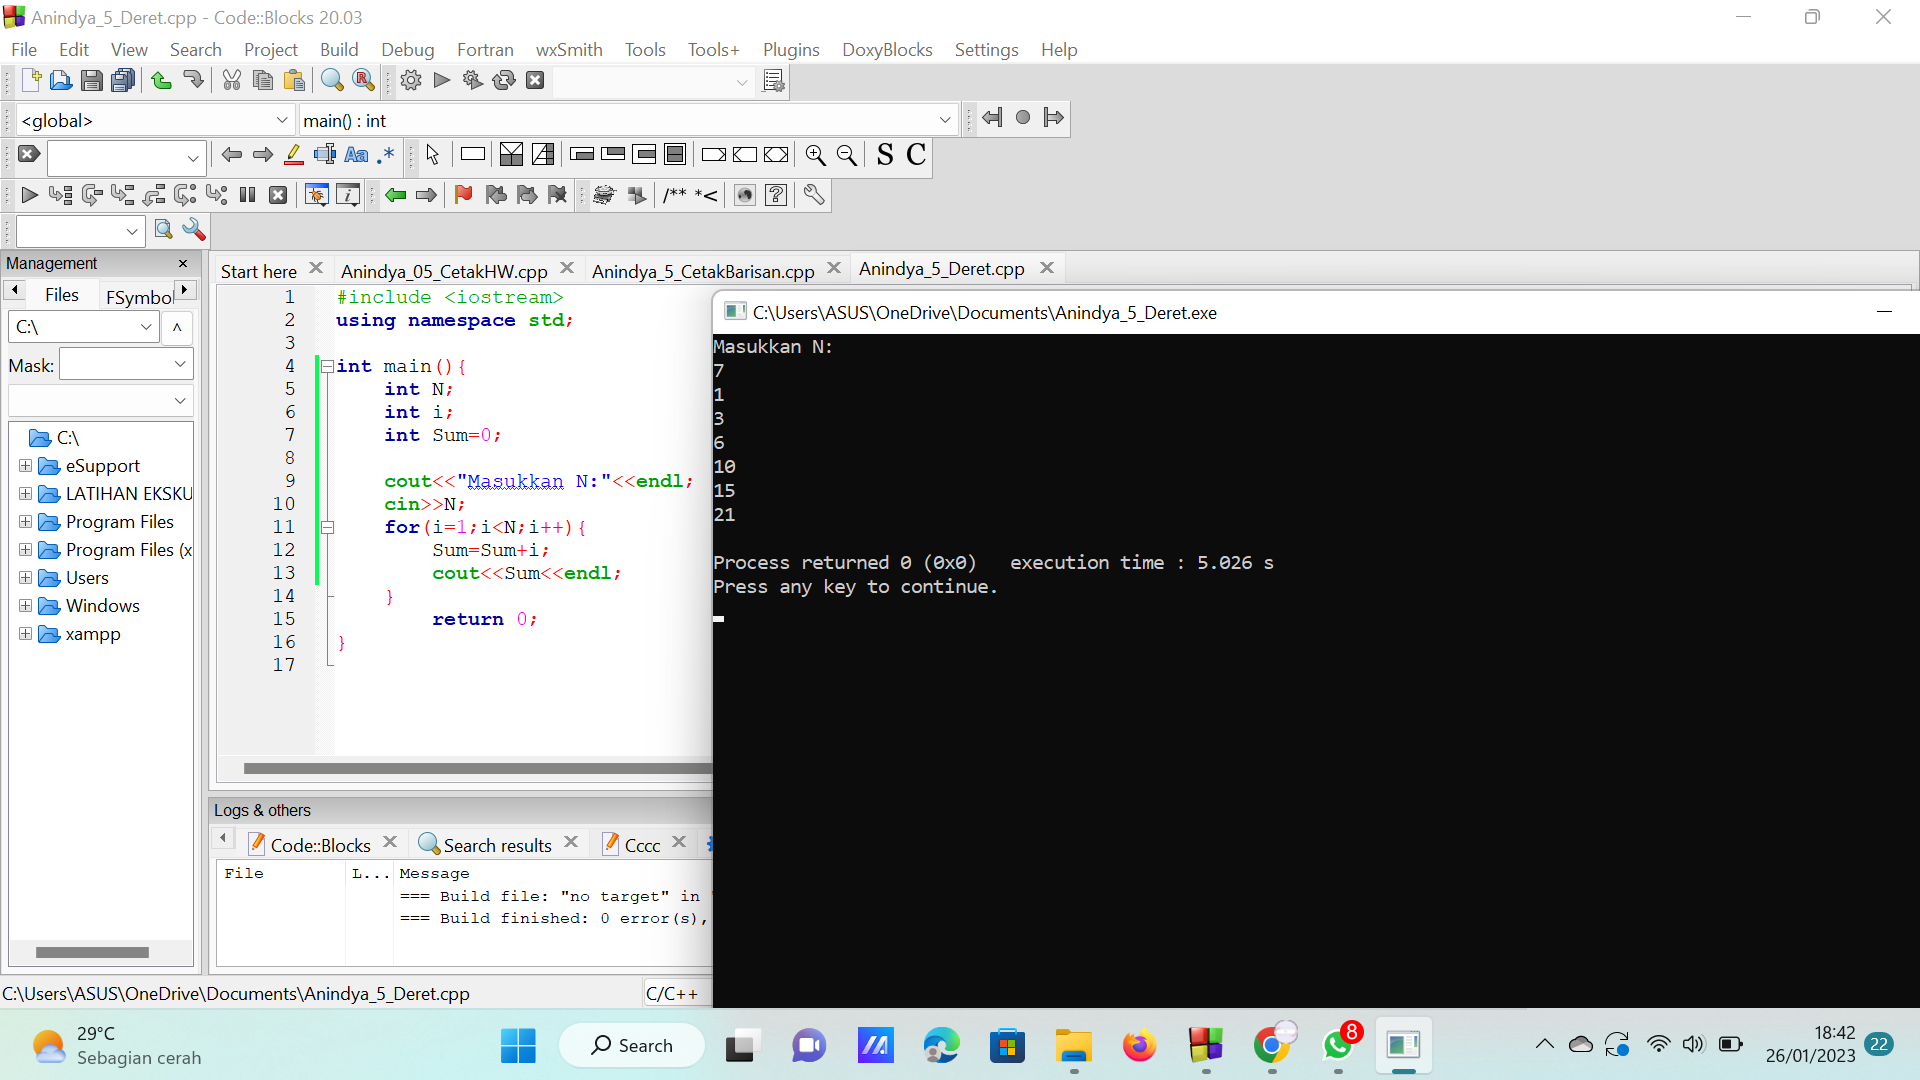 Anindya_5_Deret.cpp - Code::Blocks 20.03
File Edit View Search Project Build Debug Fortran wxSmith Tools Tools+ Plugins DoxyBlocks Settings Help
<global> main() : int
S C
/** *<
Management
Start here Anindya_05_CetakHW.cpp Anindya_5_CetakBarisan.cpp Anindya_5_Deret.cpp
Files FSymbol
C:\
Mask:
C:\
eSupport
LATIHAN EKSKU
Program Files
Program Files (x
Users
Windows
xampp
1 #include <iostream>
2 using namespace std;
3
4 int main(){
5 int N;
6 int i;
7 int Sum=0;
8
9 cout<<"Masukkan N:"<<endl;
10 cin>>N;
11 for(i=1;i<N;i++){
12 Sum=Sum+i;
13 cout<<Sum<<endl;
14 }
15 return 0;
16 }
17
C:\Users\ASUS\OneDrive\Documents\Anindya_5_Deret.exe
Masukkan N:
7
1
3
6
10
15
21
Process returned 0 (0x0) execution time : 5.026 s
Press any key to continue.
Logs & others
Code::Blocks Search results Cccc
File L... Message
=== Build file: "no target" in
=== Build finished: 0 error(s),
C:\Users\ASUS\OneDrive\Documents\Anindya_5_Deret.cpp C/C++
29°C
Sebagian cerah
Search
8
18:42
26/01/2023
22